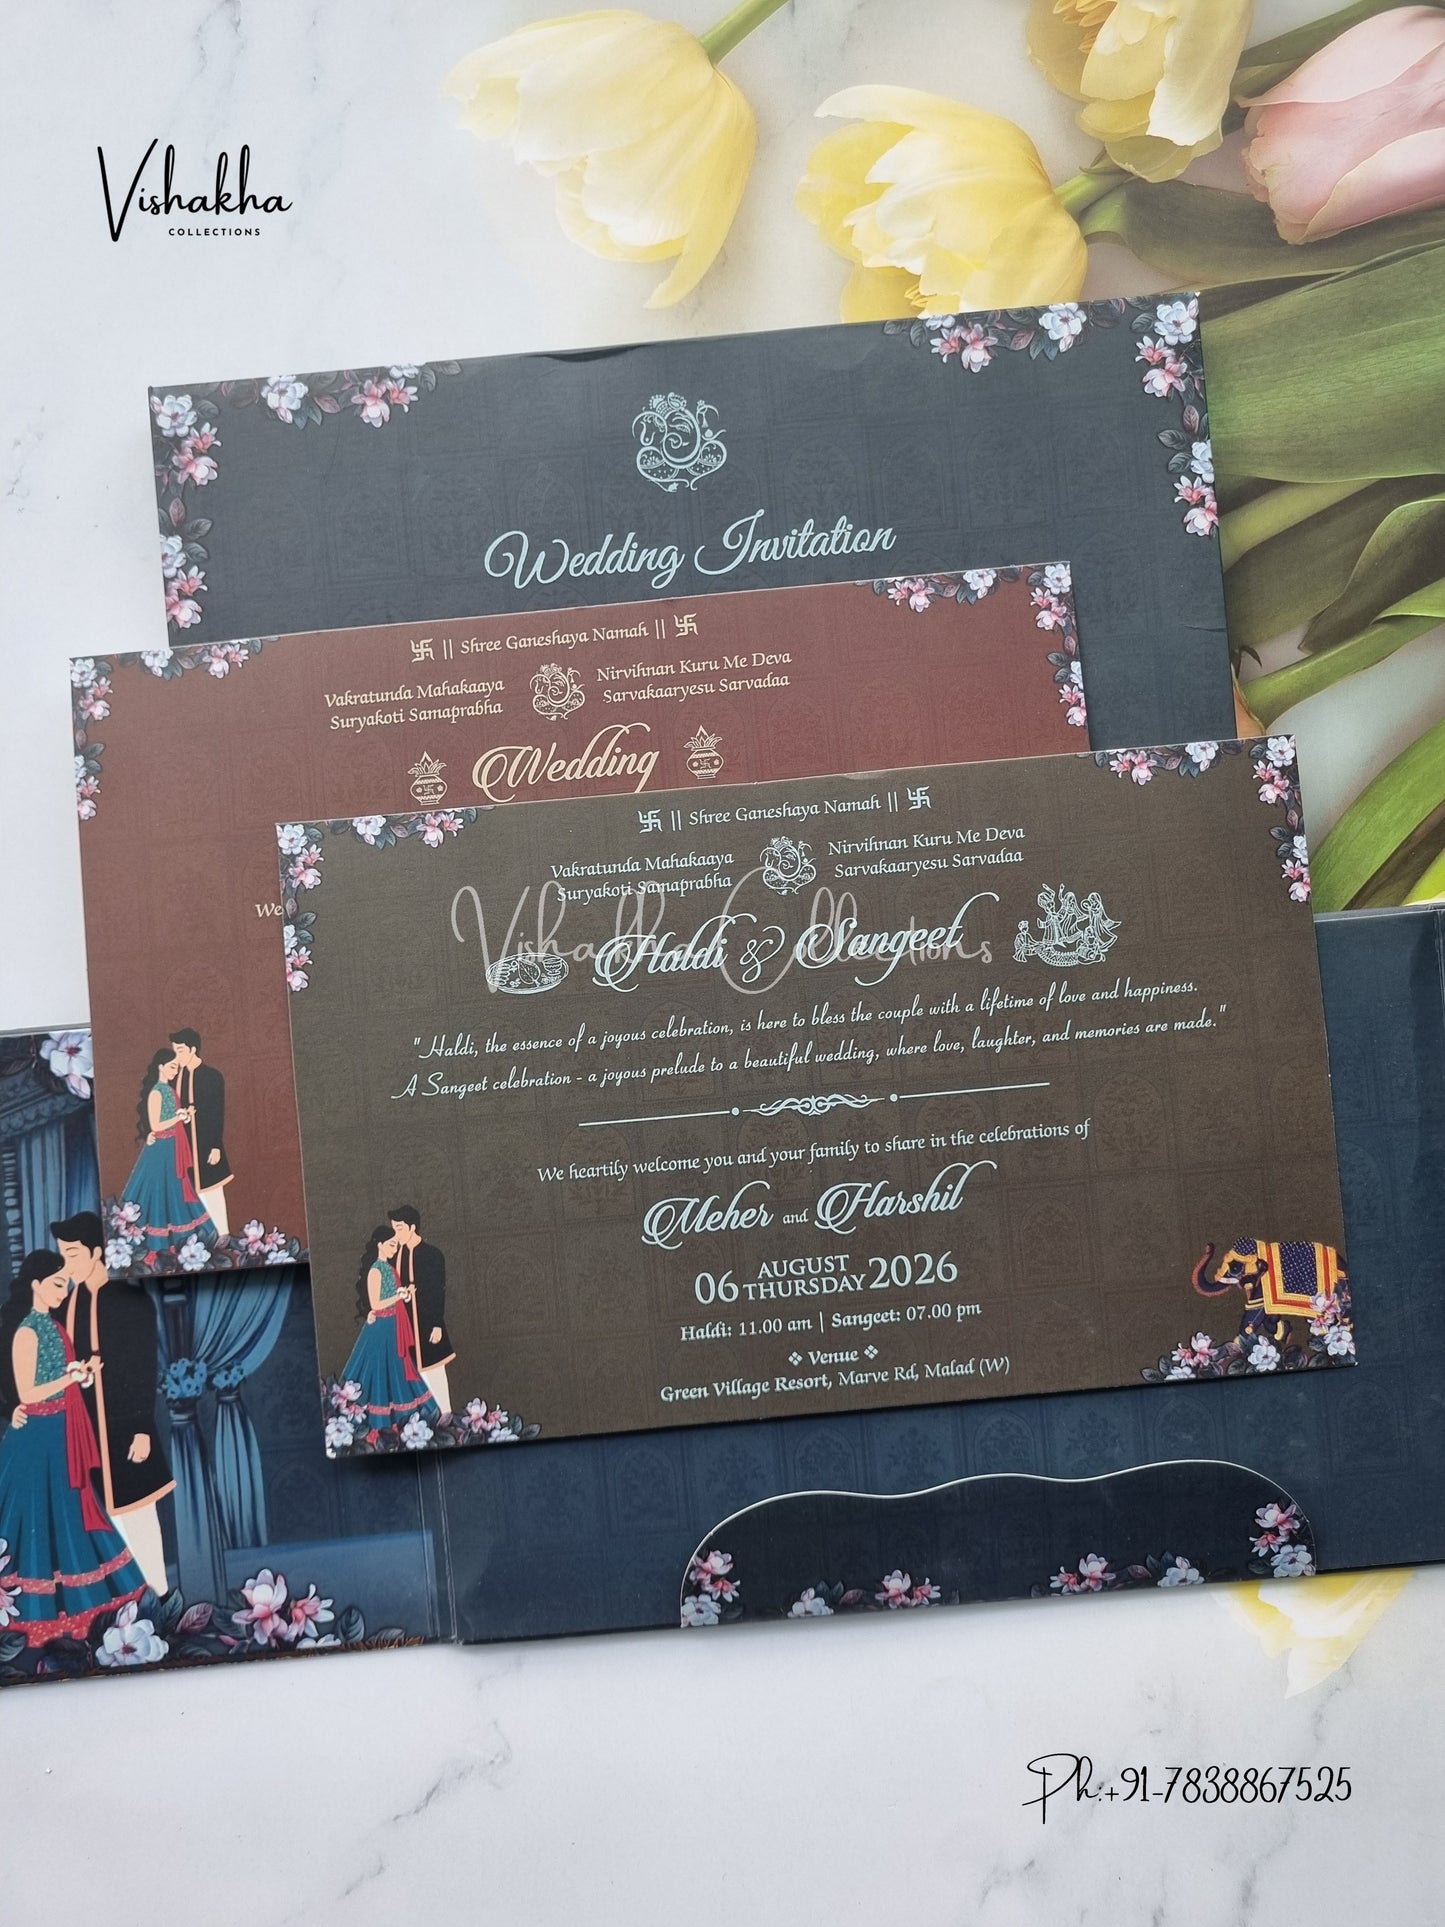 Vishakha
COLLECTIONS
Wedding Invitation
|| Shree Ganeshaya Namah ||
Vakratunda Mahakaaya
Suryakoti Samaprabha
Nirvihnan Kuru Me Deva
Sarvakaaryesu Sarvadaa
Wedding
We
|| Shree Ganeshaya Namah ||
Vakratunda Mahakaaya
Suryakoti Samaprabha
Nirvihnan Kuru Me Deva
Sarvakaaryesu Sarvadaa
Vishakha Collections
Haldi & Sangeet
"Haldi, the essence of a joyous celebration, is here to bless the couple with a lifetime of love and happiness.
A Sangeet celebration - a joyous prelude to a beautiful wedding, where love, laughter, and memories are made."
We heartily welcome you and your family to share in the celebrations of
Meher and Harshil
06 AUGUST THURSDAY 2026
Haldi: 11.00 am | Sangeet: 07.00 pm
❖ Venue ❖
Green Village Resort, Marve Rd, Malad (W)
Ph:+91-7838867525